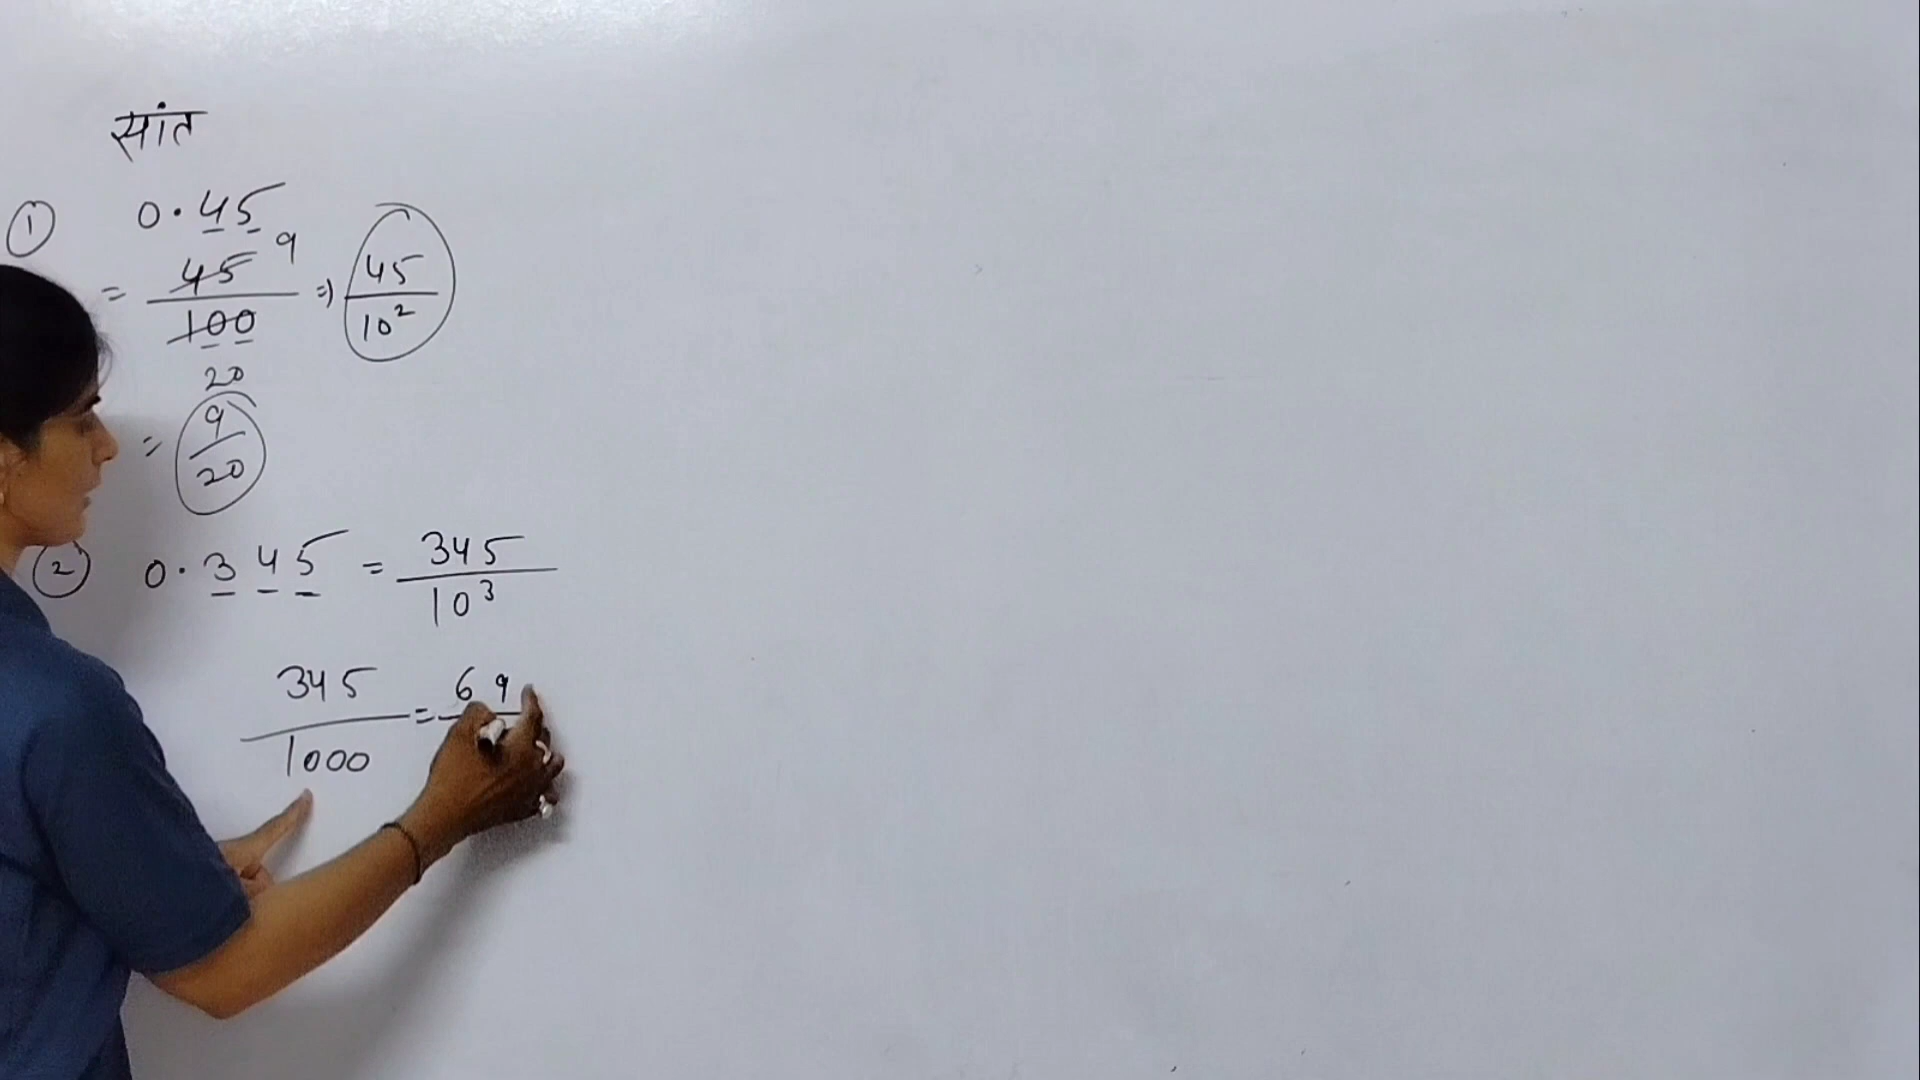 सांत
① 0.45
= 45/100 9 20 ⇒ 45/10²
= 9/20
② 0.345 = 345/10³
345/1000 = 69